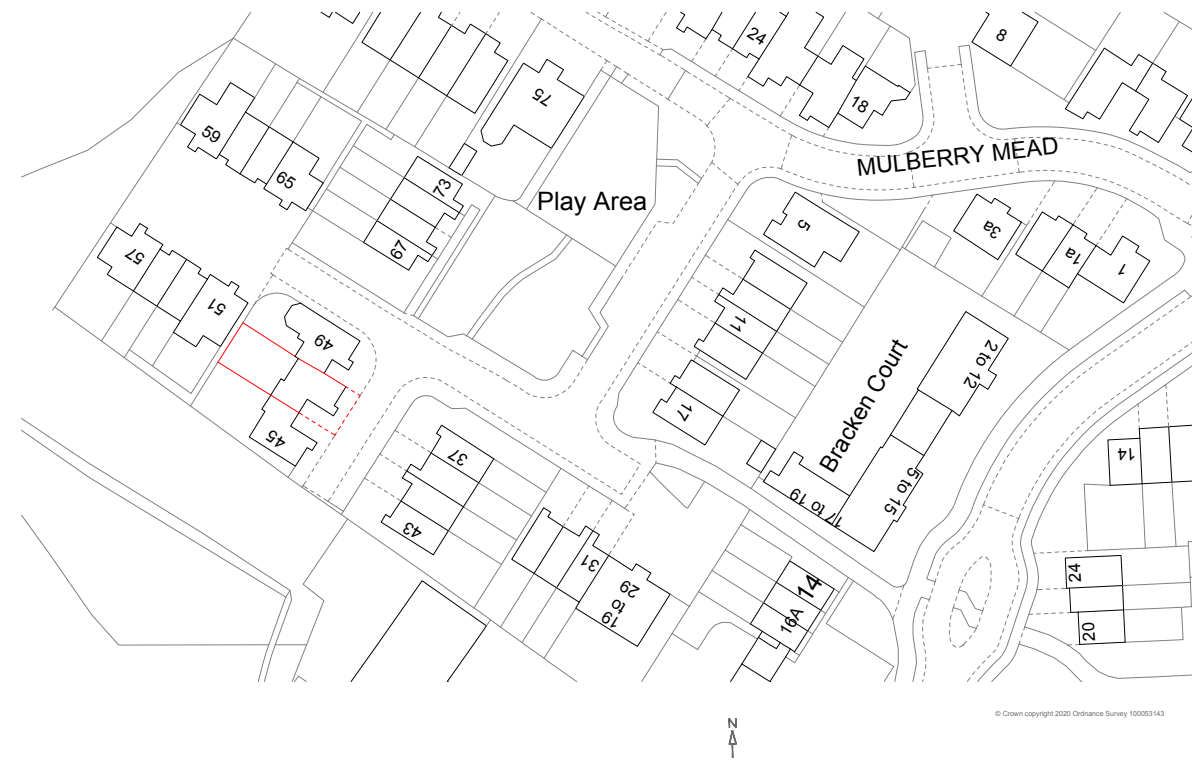 24
8
75
18
59
65
73
MULBERRY MEAD
Play Area
67
5
3a
1a
1
57
51
49
11
2 to 12
Bracken Court
17
45
37
43
14
5 to 15
17 to 19
31
19 to 29
14
16A
24
20
© Crown copyright 2020 Ordnance Survey 100053143
N